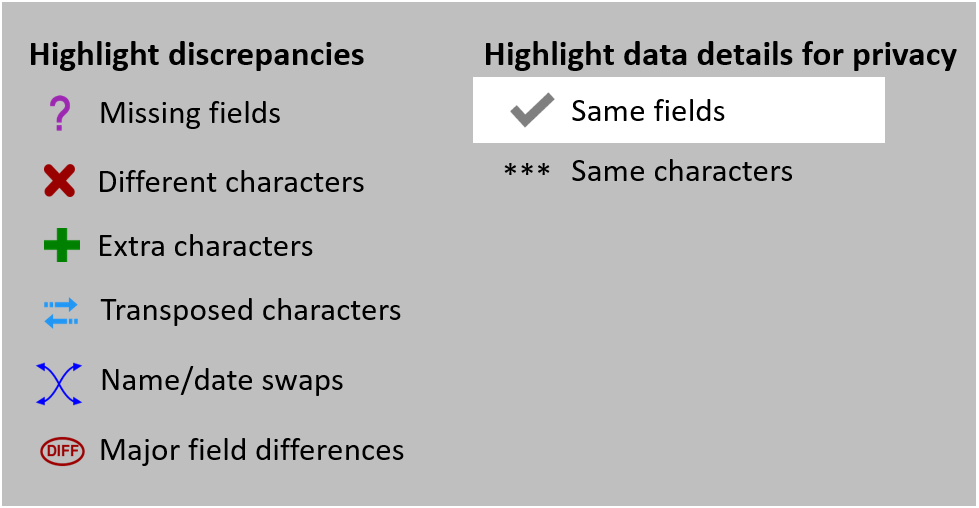 Highlight discrepancies
? Missing fields
Different characters
Extra characters
Transposed characters
Name/date swaps
DIFF Major field differences
Highlight data details for privacy
Same fields
*** Same characters